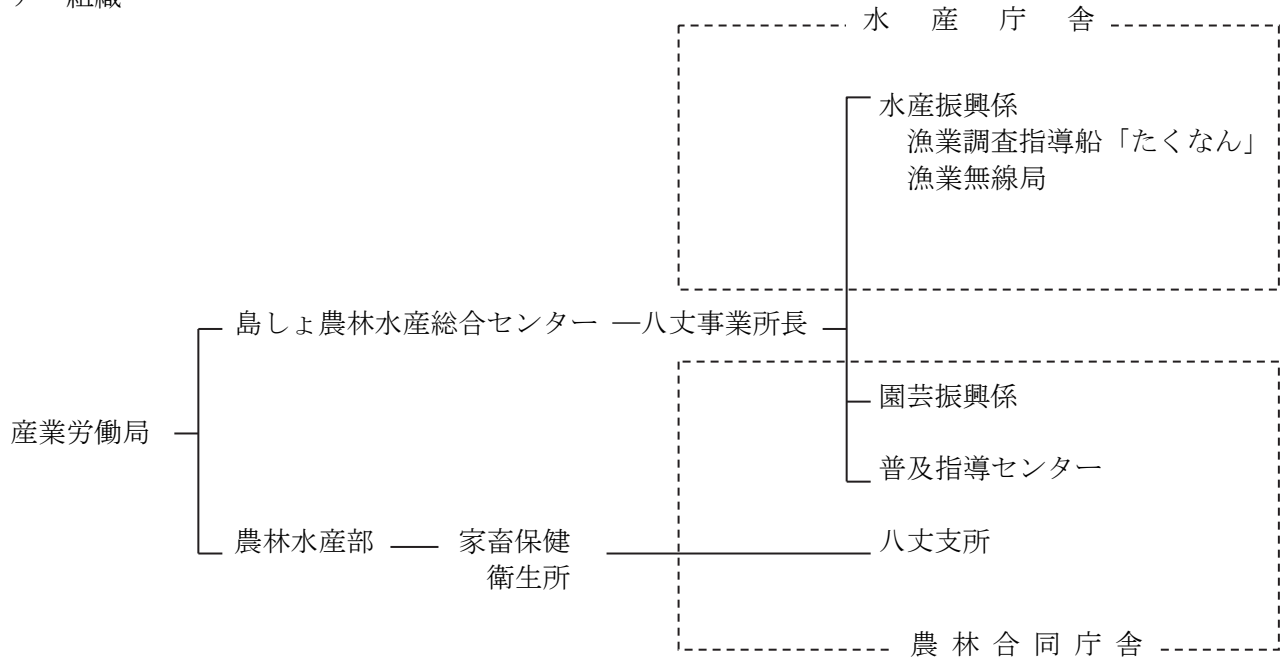 組織
水産庁舎
水産振興係
漁業調査指導船「たくなん」
漁業無線局
島しょ農林水産総合センター ―八丈事業所長
園芸振興係
産業労働局
普及指導センター
農林水産部 家畜保健
衛生所
八丈支所
農林合同庁舎